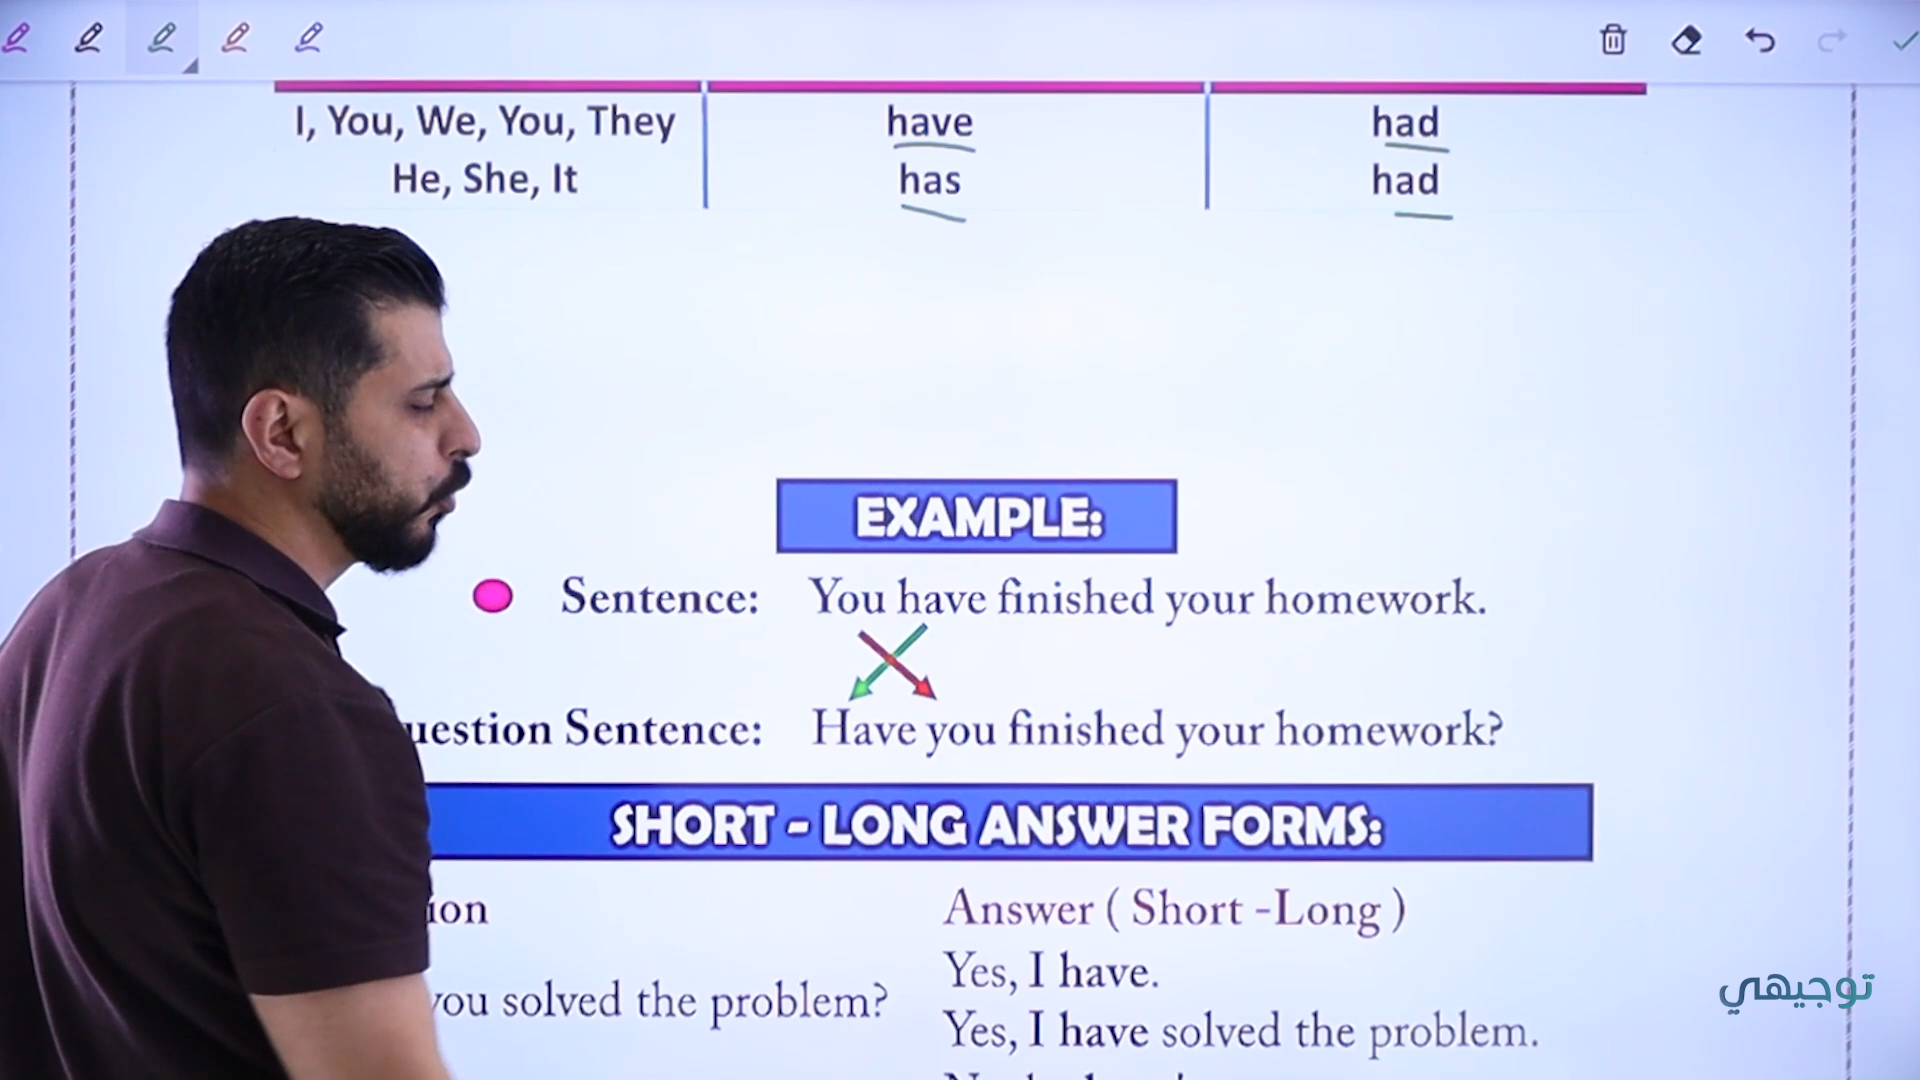 I, You, We, You, They have had
He, She, It has had
EXAMPLE:
Sentence: You have finished your homework.
uestion Sentence: Have you finished your homework?
SHORT - LONG ANSWER FORMS:
ion Answer ( Short -Long )
Yes, I have.
you solved the problem?
Yes, I have solved the problem.
توجيهي